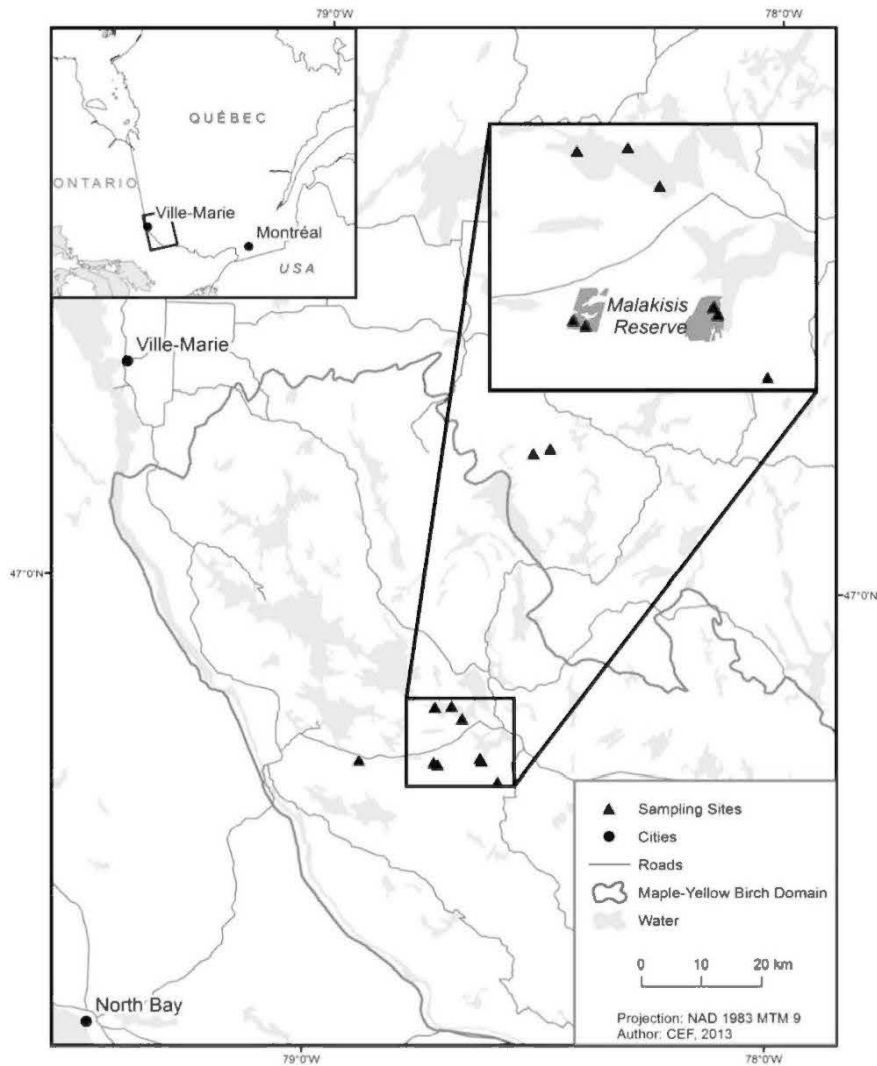 79°0'W
78°0'W
QUÉBEC
ONTARIO
Ville-Marie
Montréal
USA
Malakisis
Reserve
Ville-Marie
47°0'N
47°0'N
Sampling Sites
Cities
Roads
Maple-Yellow Birch Domain
Water
0 10 20 km
North Bay
Projection: NAD 1983 MTM 9
Author: CEF, 2013
79°0'W
78°0'W